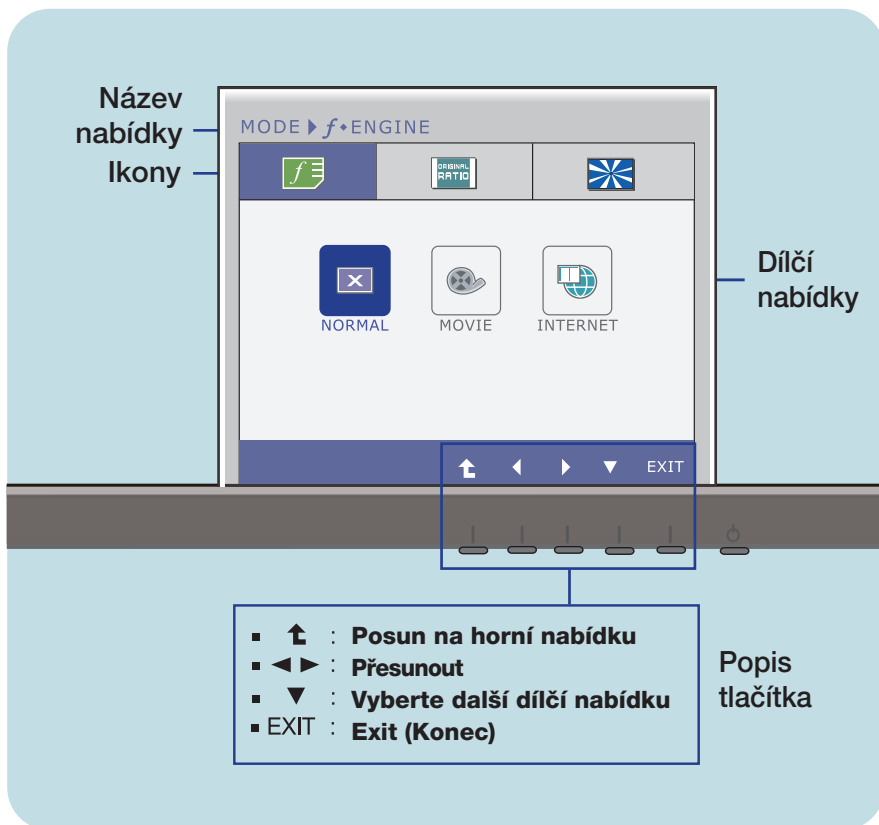 Název
nabídky
Ikony
MODE ƒ•ENGINE
f
ORIGINAL
RATIO
NORMAL
MOVIE
INTERNET
Dílčí
nabídky
EXIT
: Posun na horní nabídku
: Přesunout
: Vyberte další dílčí nabídku
EXIT : Exit (Konec)
Popis
tlačítka